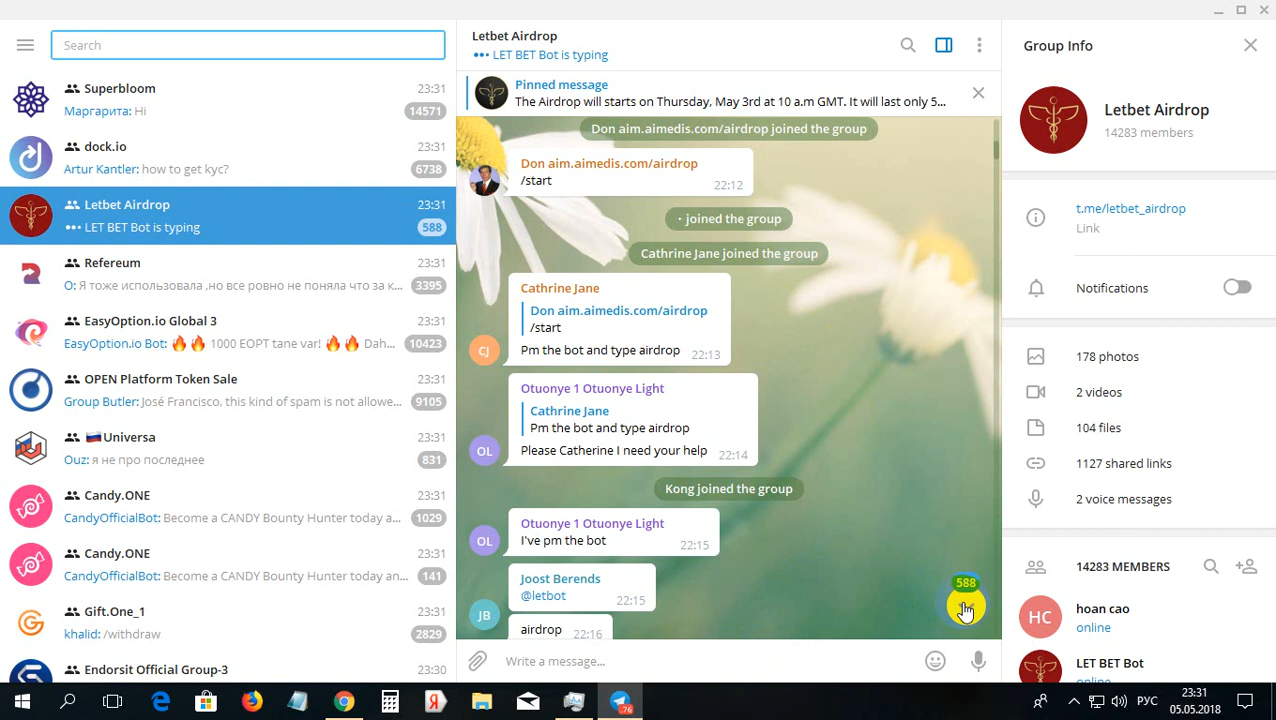 Search
Superbloom 23:31
Маргарита: Hi 14571
dock.io 23:31
Artur Kantler: how to get кус? 6738
Letbet Airdrop 23:31
LET BET Bot is typing 588
Refereum 23:31
О: Я тоже использовала ,но все ровно не поняла что за к... 3395
EasyOption.io Global 3 23:31
EasyOption.io Bot: 🔥🔥 1000 EOPT tane var! 🔥🔥 Dah... 10423
OPEN Platform Token Sale 23:31
Group Butler: José Francisco, this kind of spam is not allowe... 9105
Universa 23:31
Ouz: я не про последнее 831
Candy.ONE 23:31
CandyOfficialBot: Become a CANDY Bounty Hunter today a... 1029
Candy.ONE 23:31
CandyOfficialBot: Become a CANDY Bounty Hunter today an... 141
Gift.One_1 23:31
khalid: /withdraw 2829
Endorsit Official Group-3 23:30
Letbet Airdrop
LET BET Bot is typing
Pinned message
The Airdrop will starts on Thursday, May 3rd at 10 a.m GMT. It will last only 5...
Don aim.aimedis.com/airdrop joined the group
Don aim.aimedis.com/airdrop
/start 22:12
· joined the group
Cathrine Jane joined the group
Cathrine Jane
Don aim.aimedis.com/airdrop
/start
CJ Pm the bot and type airdrop 22:13
Otuonye 1 Otuonye Light
Cathrine Jane
Pm the bot and type airdrop
OL Please Catherine I need your help 22:14
Kong joined the group
Otuonye 1 Otuonye Light
OL I've pm the bot 22:15
Joost Berends
@letbot 22:15
JB airdrop 22:16
588
Write a message...
Group Info
Letbet Airdrop
14283 members
t.me/letbet_airdrop
Link
Notifications
178 photos
2 videos
104 files
1127 shared links
2 voice messages
14283 MEMBERS
HC hoan cao
online
LET BET Bot
online
.76
РУС
23:31
05.05.2018